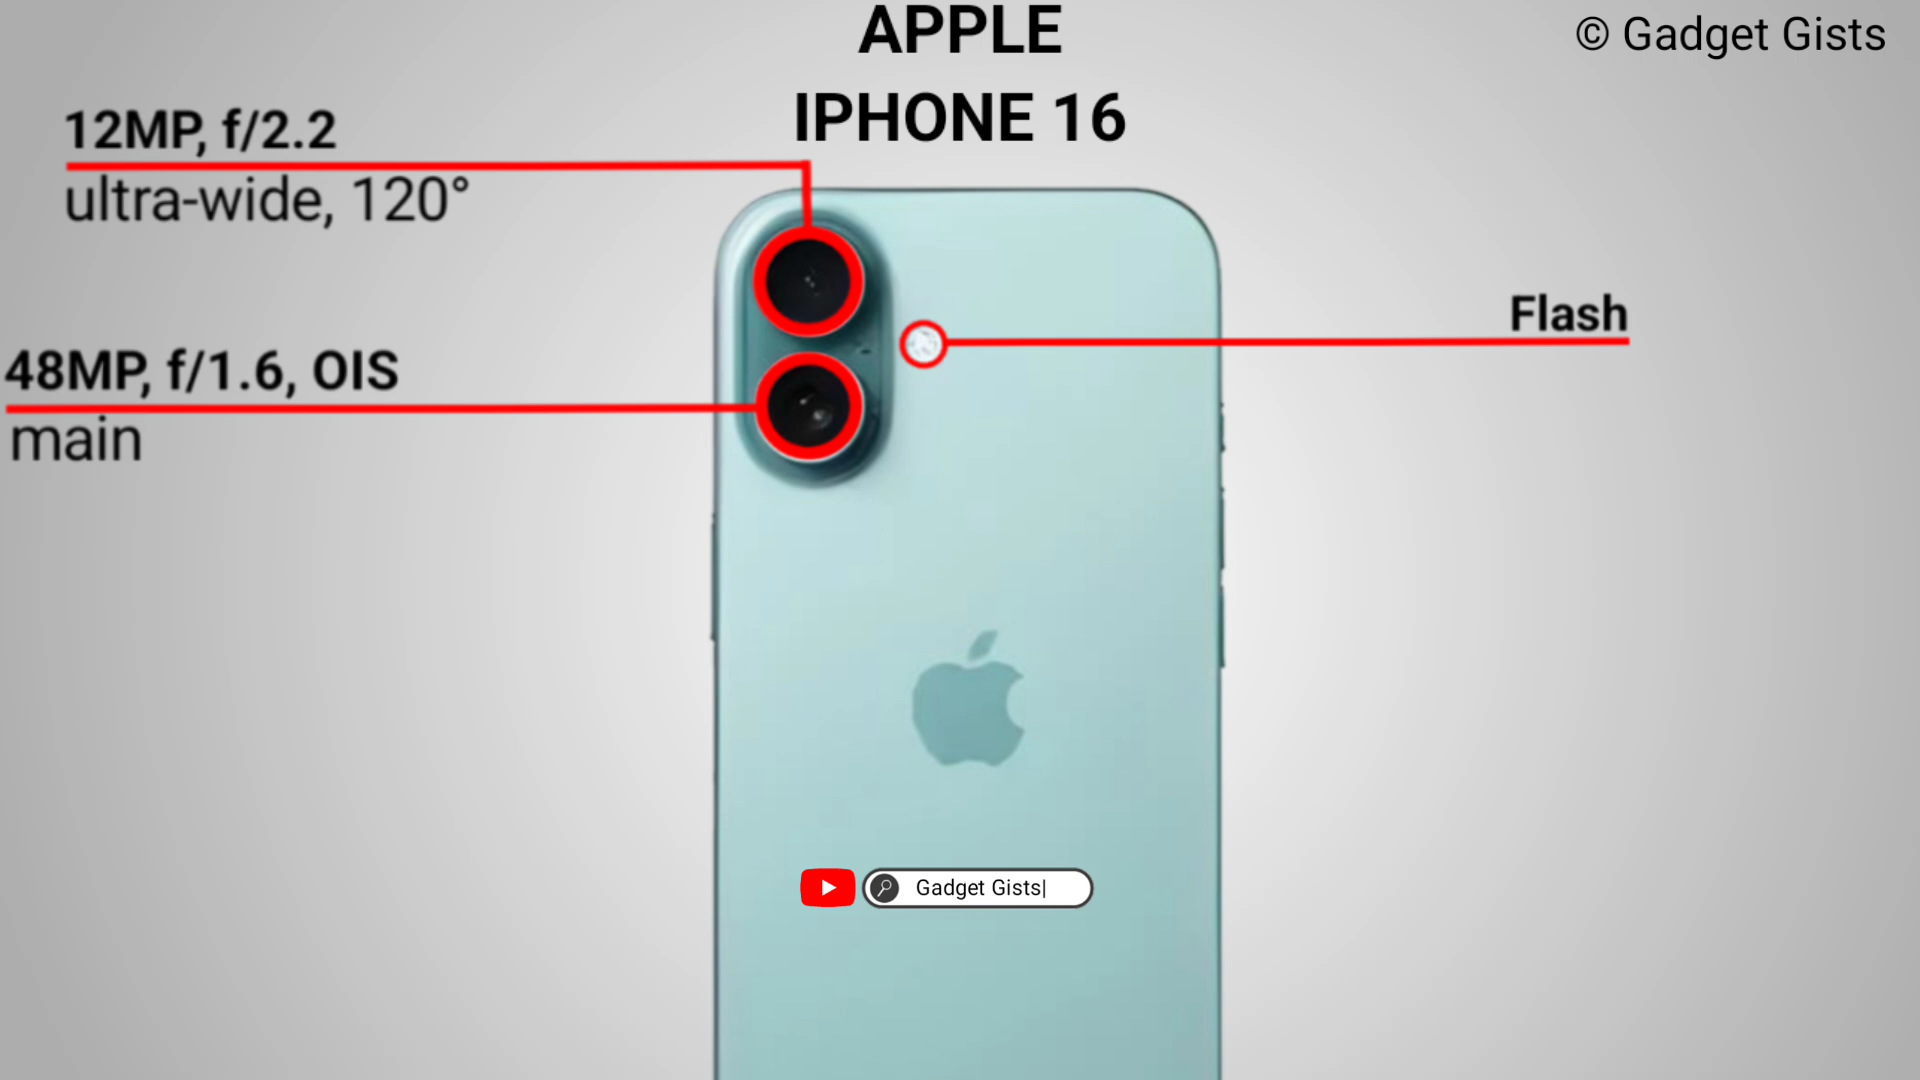 APPLE
IPHONE 16
© Gadget Gists
12MP, f/2.2
ultra-wide, 120°
Flash
48MP, f/1.6, OIS
main
Gadget Gists|